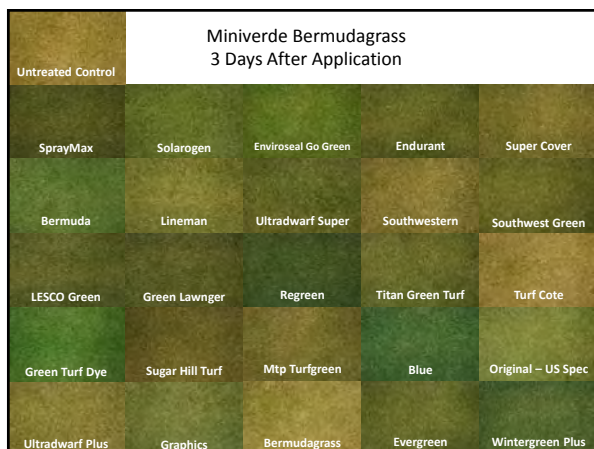 Miniverde Bermudagrass
3 Days After Application
Untreated Control
SprayMax
Solarogen
Enviroseal Go Green
Endurant
Super Cover
Bermuda
Lineman
Ultradwarf Super
Southwestern
Southwest Green
LESCO Green
Green Lawnger
Regreen
Titan Green Turf
Turf Cote
Green Turf Dye
Sugar Hill Turf
Mtp Turfgreen
Blue
Original – US Spec
Ultradwarf Plus
Graphics
Bermudagrass
Evergreen
Wintergreen Plus